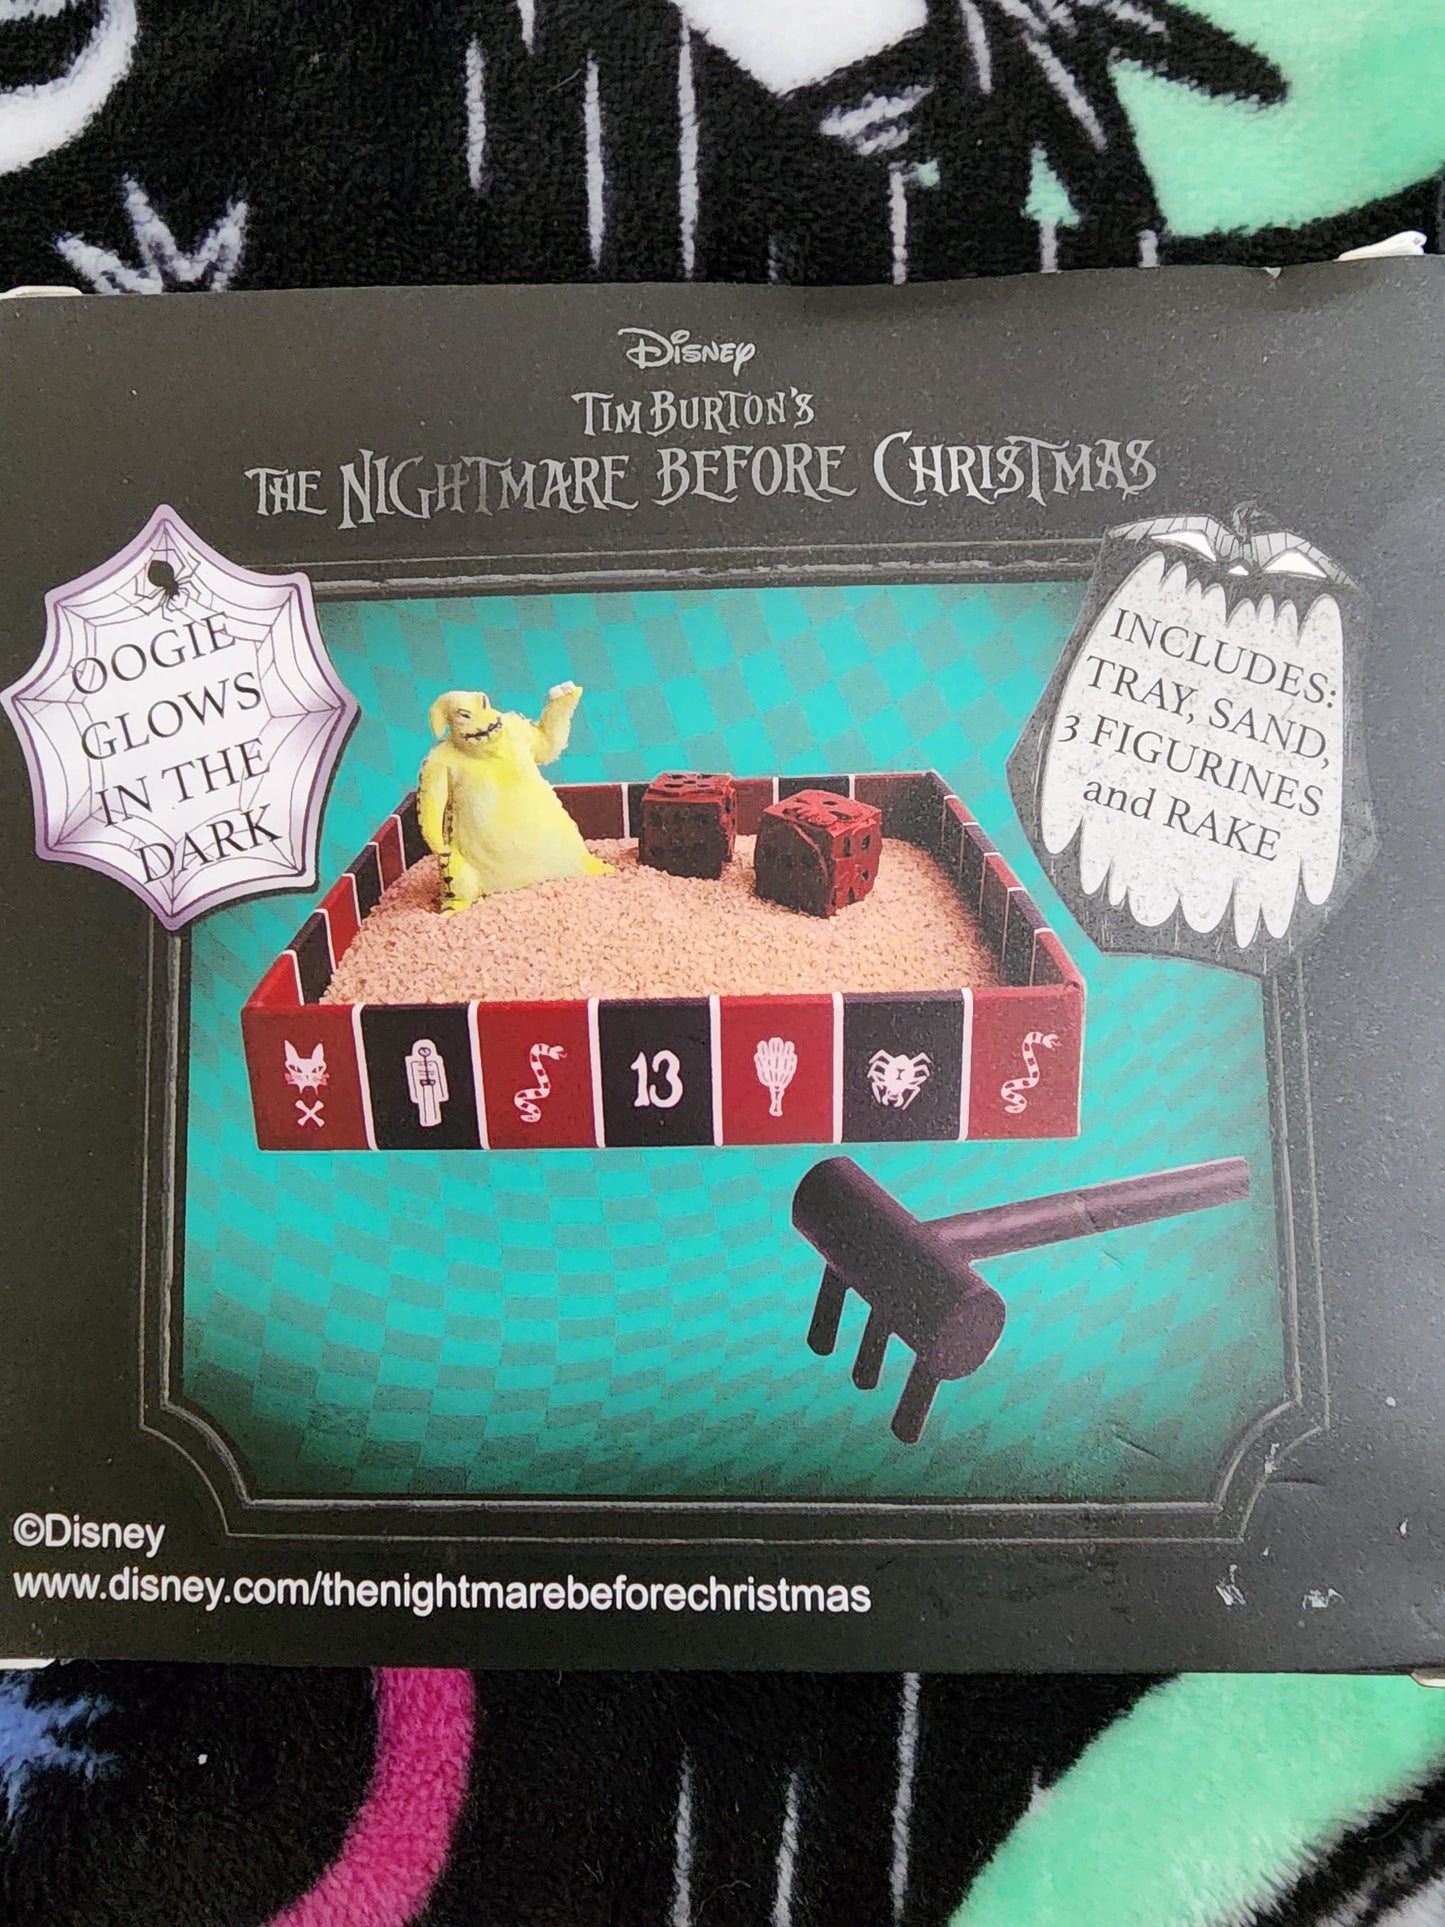 Disney
TIM BURTON'S
THE NIGHTMARE BEFORE CHRISTMAS
OOGIE
GLOWS
IN THE
DARK
INCLUDES:
TRAY, SAND,
3 FIGURINES
and RAKE
13
©Disney
www.disney.com/thenightmarebeforechristmas